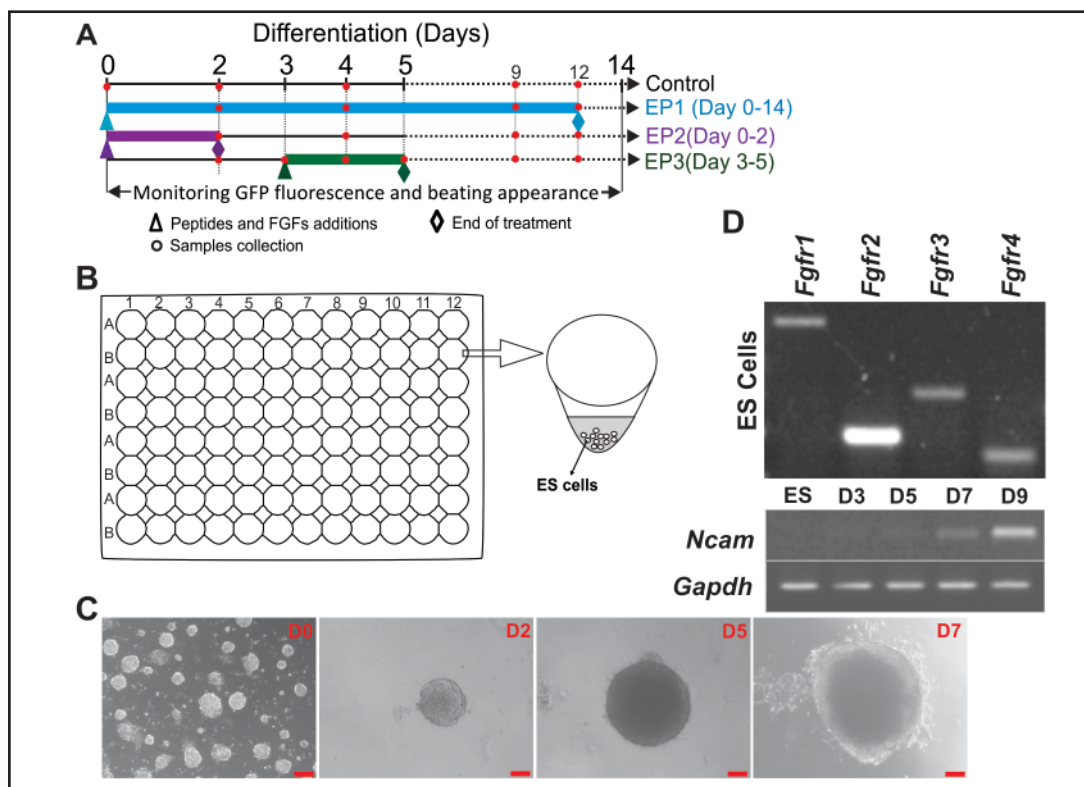 A
Differentiation (Days)
0 2 3 4 5 9 12 14
Control
EP1 (Day 0-14)
EP2(Day 0-2)
EP3(Day 3-5)
Monitoring GFP fluorescence and beating appearance
Peptides and FGFs additions
End of treatment
Samples collection
B
1 2 3 4 5 6 7 8 9 10 11 12
A
B
A
B
A
B
A
B
ES cells
D
Fgfr1 Fgfr2 Fgfr3 Fgfr4
ES Cells
ES D3 D5 D7 D9
Ncam
Gapdh
C
D0 D2 D5 D7